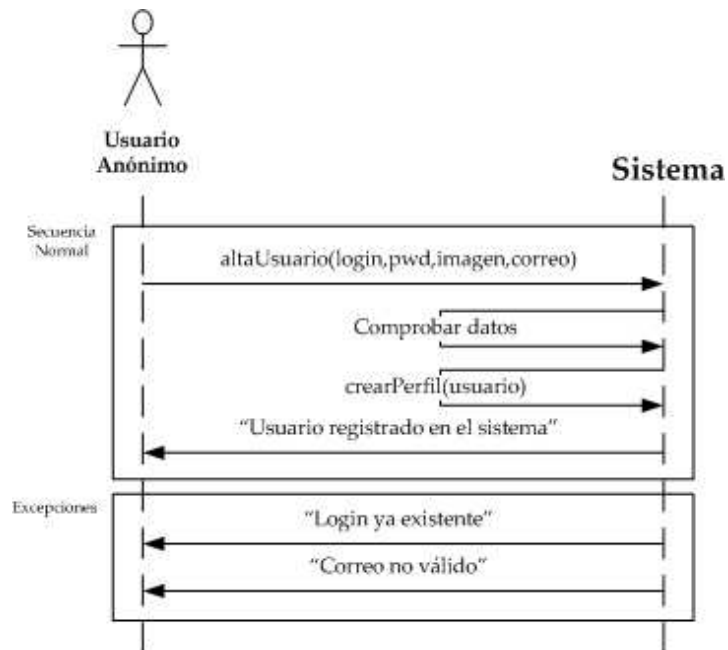 Usuario
Anónimo
Sistema
Secuencia
Normal
altaUsuario(login,pwd,imagen,correo)
Comprobar datos
crearPerfil(usuario)
“Usuario registrado en el sistema”
Excepciones
“Login ya existente”
“Correo no válido”